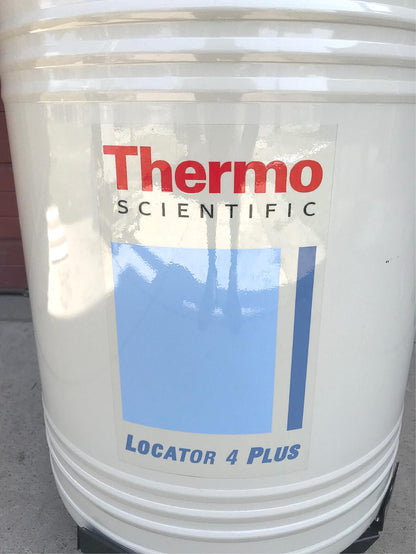 Thermo
SCIENTIFIC
LOCATOR 4 PLUS